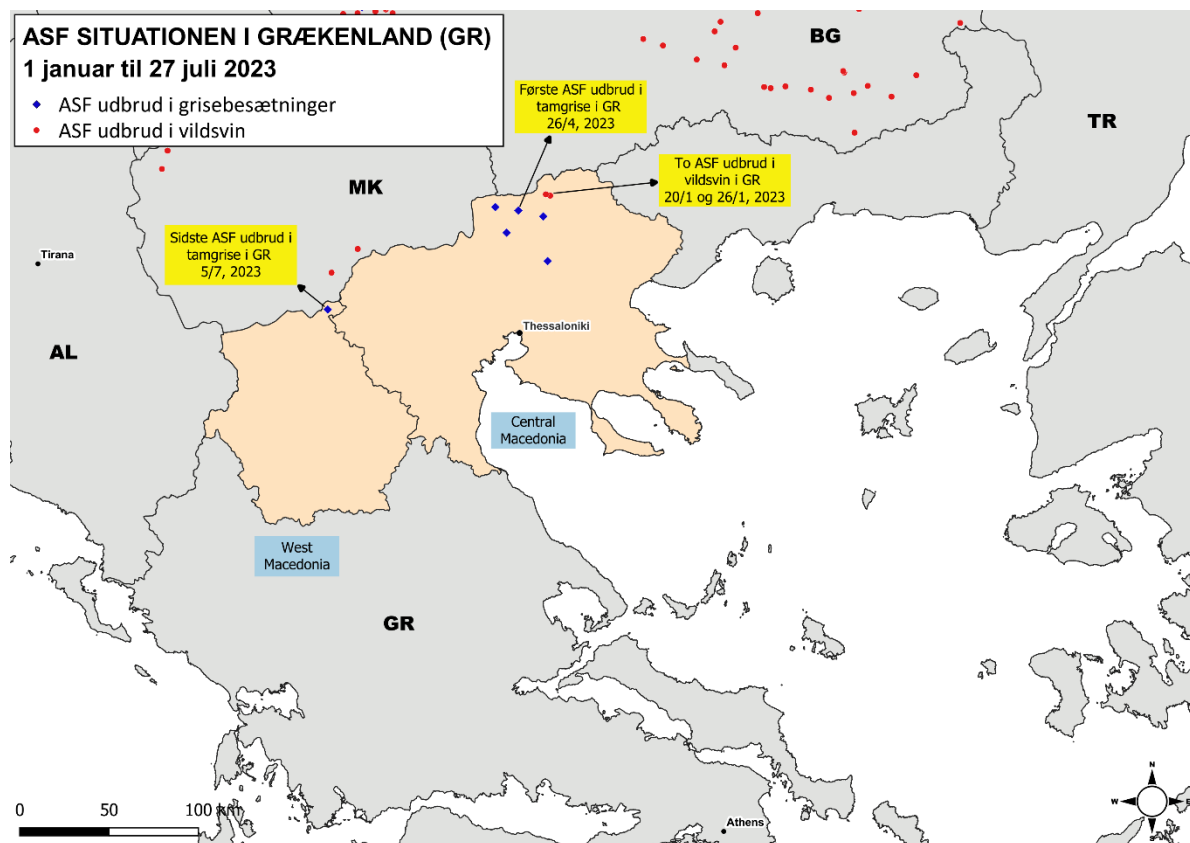 ASF SITUATIONEN I GRÆKENLAND (GR)
1 januar til 27 juli 2023
ASF udbrud i grisebesætninger
ASF udbrud i vildsvin
BG
Første ASF udbrud i
tamgrise i GR
26/4, 2023
TR
To ASF udbrud i
vildsvin i GR
20/1 og 26/1, 2023
MK
Sidste ASF udbrud i
tamgrise i GR
5/7, 2023
Tirana
Thessaloniki
AL
Central
Macedonia
West
Macedonia
GR
0 50 100 km
Athens
N
W E
S